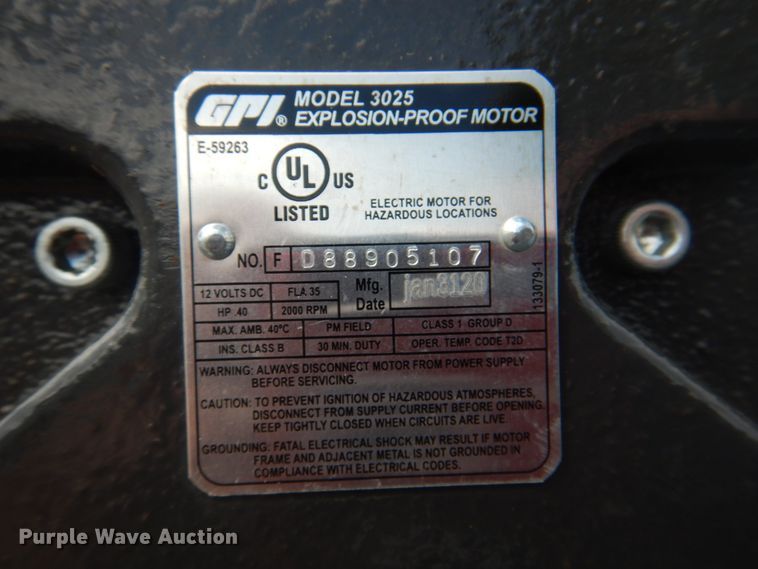 GPI® MODEL 3025
EXPLOSION-PROOF MOTOR
E-59263
C UL US
LISTED
ELECTRIC MOTOR FOR
HAZARDOUS LOCATIONS
NO. F D88905107
12 VOLTS DC FLA 35 Mfg. Date jan3120
HP .40 2000 RPM
133079-1
MAX. AMB. 40°C PM FIELD CLASS 1 GROUP D
INS. CLASS B 30 MIN. DUTY OPER. TEMP. CODE T2D
WARNING: ALWAYS DISCONNECT MOTOR FROM POWER SUPPLY
BEFORE SERVICING.
CAUTION: TO PREVENT IGNITION OF HAZARDOUS ATMOSPHERES,
DISCONNECT FROM SUPPLY CURRENT BEFORE OPENING.
KEEP TIGHTLY CLOSED WHEN CIRCUITS ARE LIVE.
GROUNDING: FATAL ELECTRICAL SHOCK MAY RESULT IF MOTOR
FRAME AND ADJACENT METAL IS NOT GROUNDED IN
COMPLIANCE WITH ELECTRICAL CODES.
Purple Wave Auction®